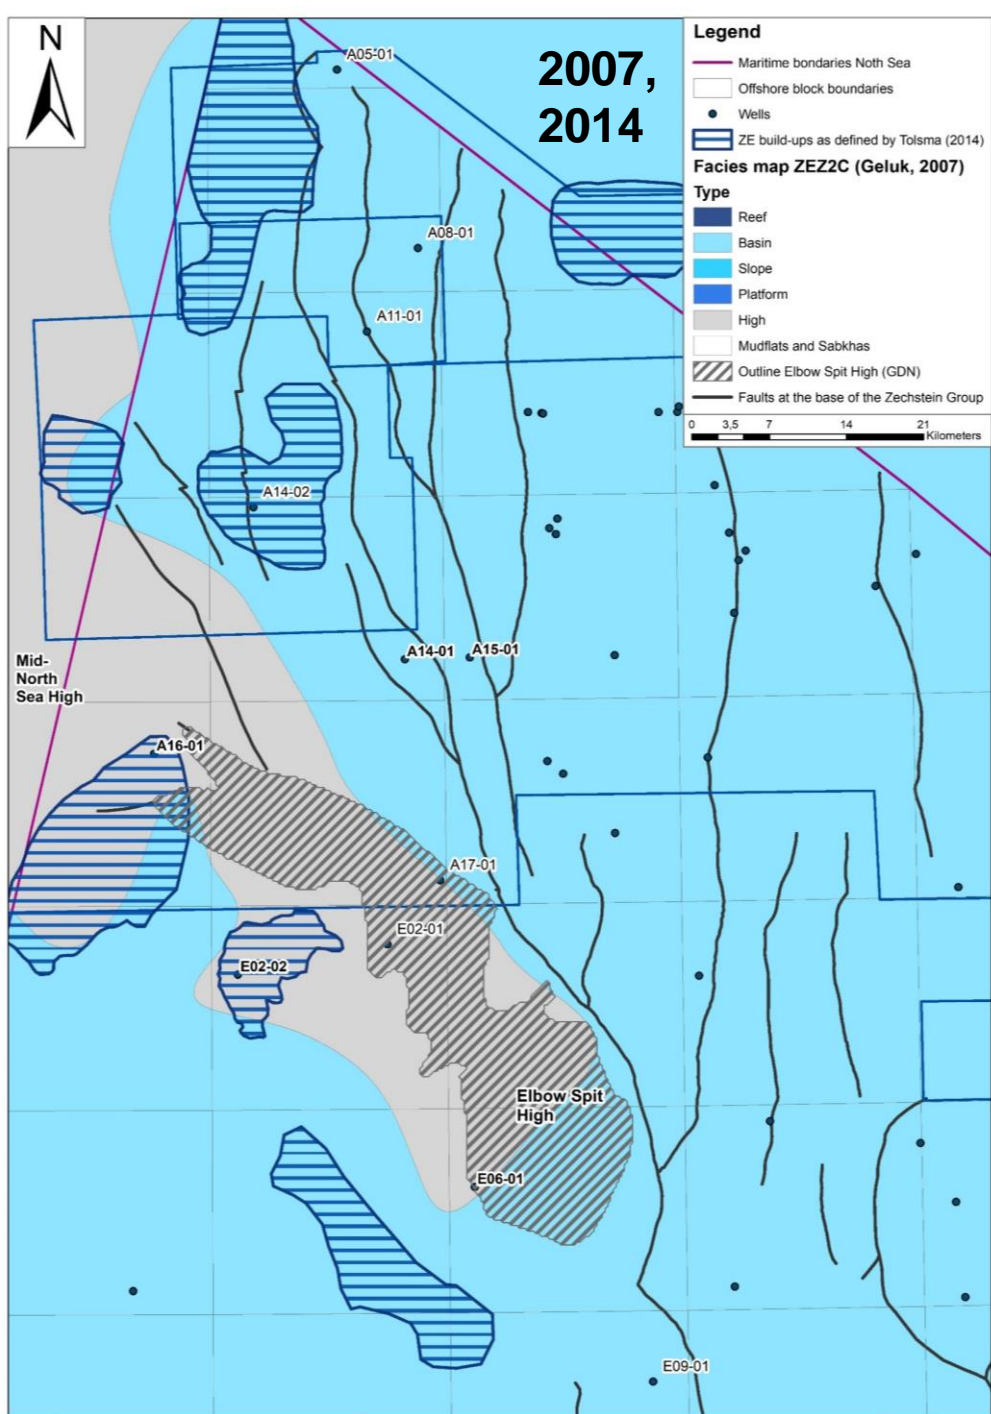 N
2007,
2014
Legend
Maritime bondaries Noth Sea
Offshore block boundaries
Wells
ZE build-ups as defined by Tolsma (2014)
Facies map ZEZ2C (Geluk, 2007)
Type
Reef
Basin
Slope
Platform
High
Mudflats and Sabkhas
Outline Elbow Spit High (GDN)
Faults at the base of the Zechstein Group
0 3,5 7 14 21
Kilometers
A05-01
A08-01
A11-01
A14-02
A14-01
A15-01
Mid-
North
Sea High
A16-01
A17-01
E02-01
E02-02
Elbow Spit
High
E06-01
E09-01